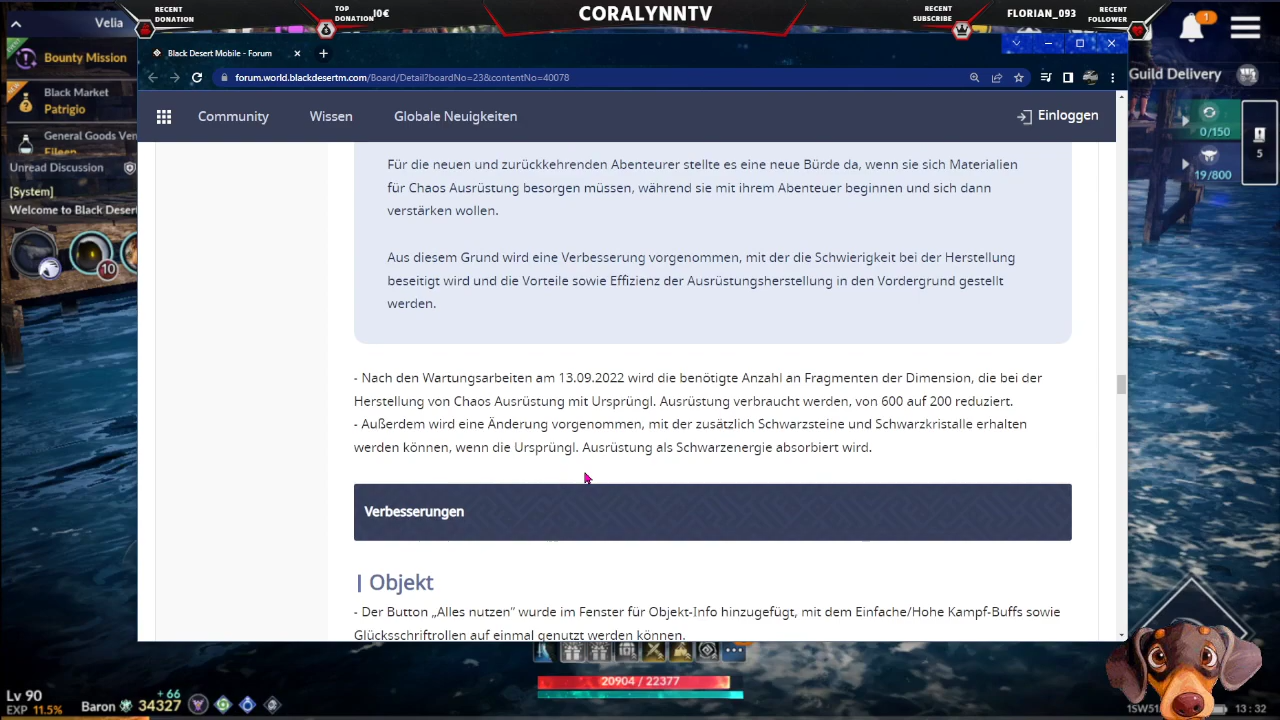 RECENT
DONATION
TOP
DONATION
10€
CORALYNNTV
RECENT
SUBSCRIBE
FLORIAN_093
RECENT
FOLLOWER
Velia
Bounty Mission
Black Market
Patrigio
General Goods Ven
Eileen
Unread Discussion
[System]
Welcome to Black Desert
10
1
Guild Delivery
0/150
19/800
5
Black Desert Mobile - Forum
forum.world.blackdesertm.com/Board/Detail?boardNo=23&contentNo=40078
Community
Wissen
Globale Neuigkeiten
Einloggen
Für die neuen und zurückkehrenden Abenteurer stellte es eine neue Bürde da, wenn sie sich Materialien
für Chaos Ausrüstung besorgen müssen, während sie mit ihrem Abenteuer beginnen und sich dann
verstärken wollen.
Aus diesem Grund wird eine Verbesserung vorgenommen, mit der die Schwierigkeit bei der Herstellung
beseitigt wird und die Vorteile sowie Effizienz der Ausrüstungsherstellung in den Vordergrund gestellt
werden.
- Nach den Wartungsarbeiten am 13.09.2022 wird die benötigte Anzahl an Fragmenten der Dimension, die bei der
Herstellung von Chaos Ausrüstung mit Ursprüngl. Ausrüstung verbraucht werden, von 600 auf 200 reduziert.
- Außerdem wird eine Änderung vorgenommen, mit der zusätzlich Schwarzsteine und Schwarzkristalle erhalten
werden können, wenn die Ursprüngl. Ausrüstung als Schwarzenergie absorbiert wird.
Verbesserungen
| Objekt
- Der Button „Alles nutzen“ wurde im Fenster für Objekt-Info hinzugefügt, mit dem Einfache/Hohe Kampf-Buffs sowie
Glücksschriftrollen auf einmal genutzt werden können.
20904 / 22377
Lv 90
EXP 11.5%
Baron
+ 66
34327
13 : 32